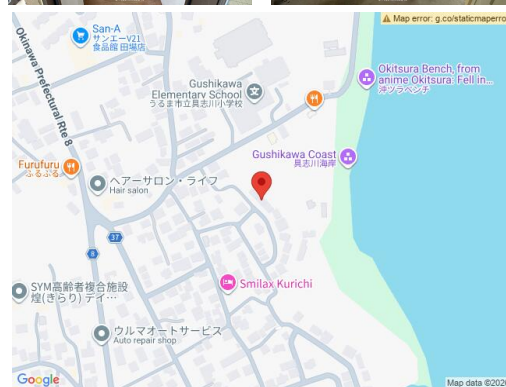 Map error: g.co/staticmaperro
San-A
サンエーV21
食品館 田場店
Okinawa Prefectural Rte 8
Gushikawa
Elementary School
うるま市立具志川小学校
Okitsura Bench, from
anime Okitsura: Fell in...
沖ツラベンチ
Gushikawa Coast
具志川海岸
Furufuru
ふるふる
ヘアーサロン・ライフ
Hair salon
37
8
SYM高齢者複合施設
煌(きらり) デイ…
Smilax Kurichi
ウルマオートサービス
Auto repair shop
Google
Map data ©202